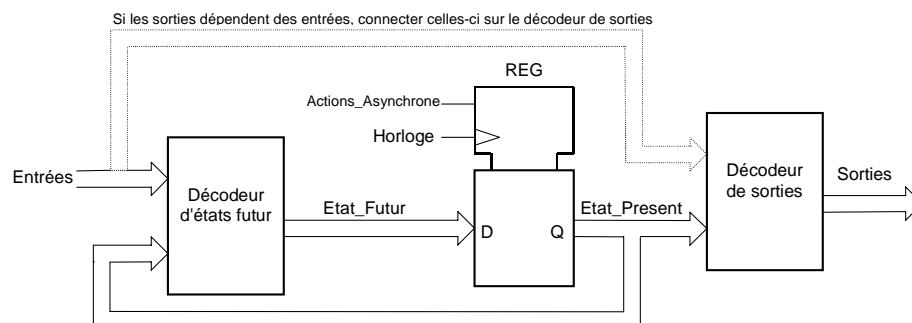 Si les sorties dépendent des entrées, connecter celles-ci sur le décodeur de sorties
REG
Actions_Asynchrone
Horloge
Entrées
Décodeur
d'états futur
Etat_Futur
D
Q
Etat_Present
Décodeur
de sorties
Sorties